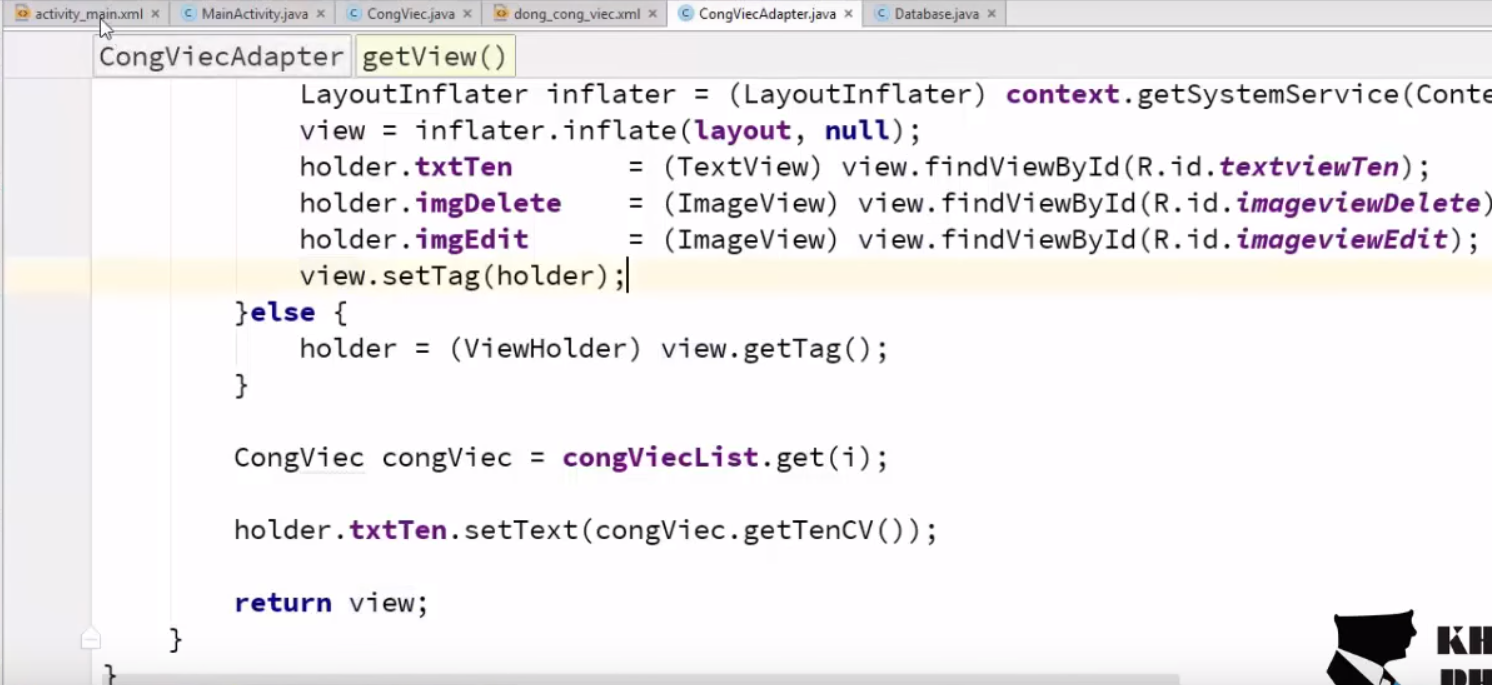 activity_main.xml × MainActivity.java × CongViec.java × dong_cong_viec.xml × CongViecAdapter.java × Database.java ×
CongViecAdapter getView()
LayoutInflater inflater = (LayoutInflater) context.getSystemService(Conte
view = inflater.inflate(layout, null);
holder.txtTen = (TextView) view.findViewById(R.id.textviewTen);
holder.imgDelete = (ImageView) view.findViewById(R.id.imageviewDelete)
holder.imgEdit = (ImageView) view.findViewById(R.id.imageviewEdit);
view.setTag(holder);
}else {
holder = (ViewHolder) view.getTag();
}
CongViec congViec = congViecList.get(i);
holder.txtTen.setText(congViec.getTenCV());
return view;
}
}
KH